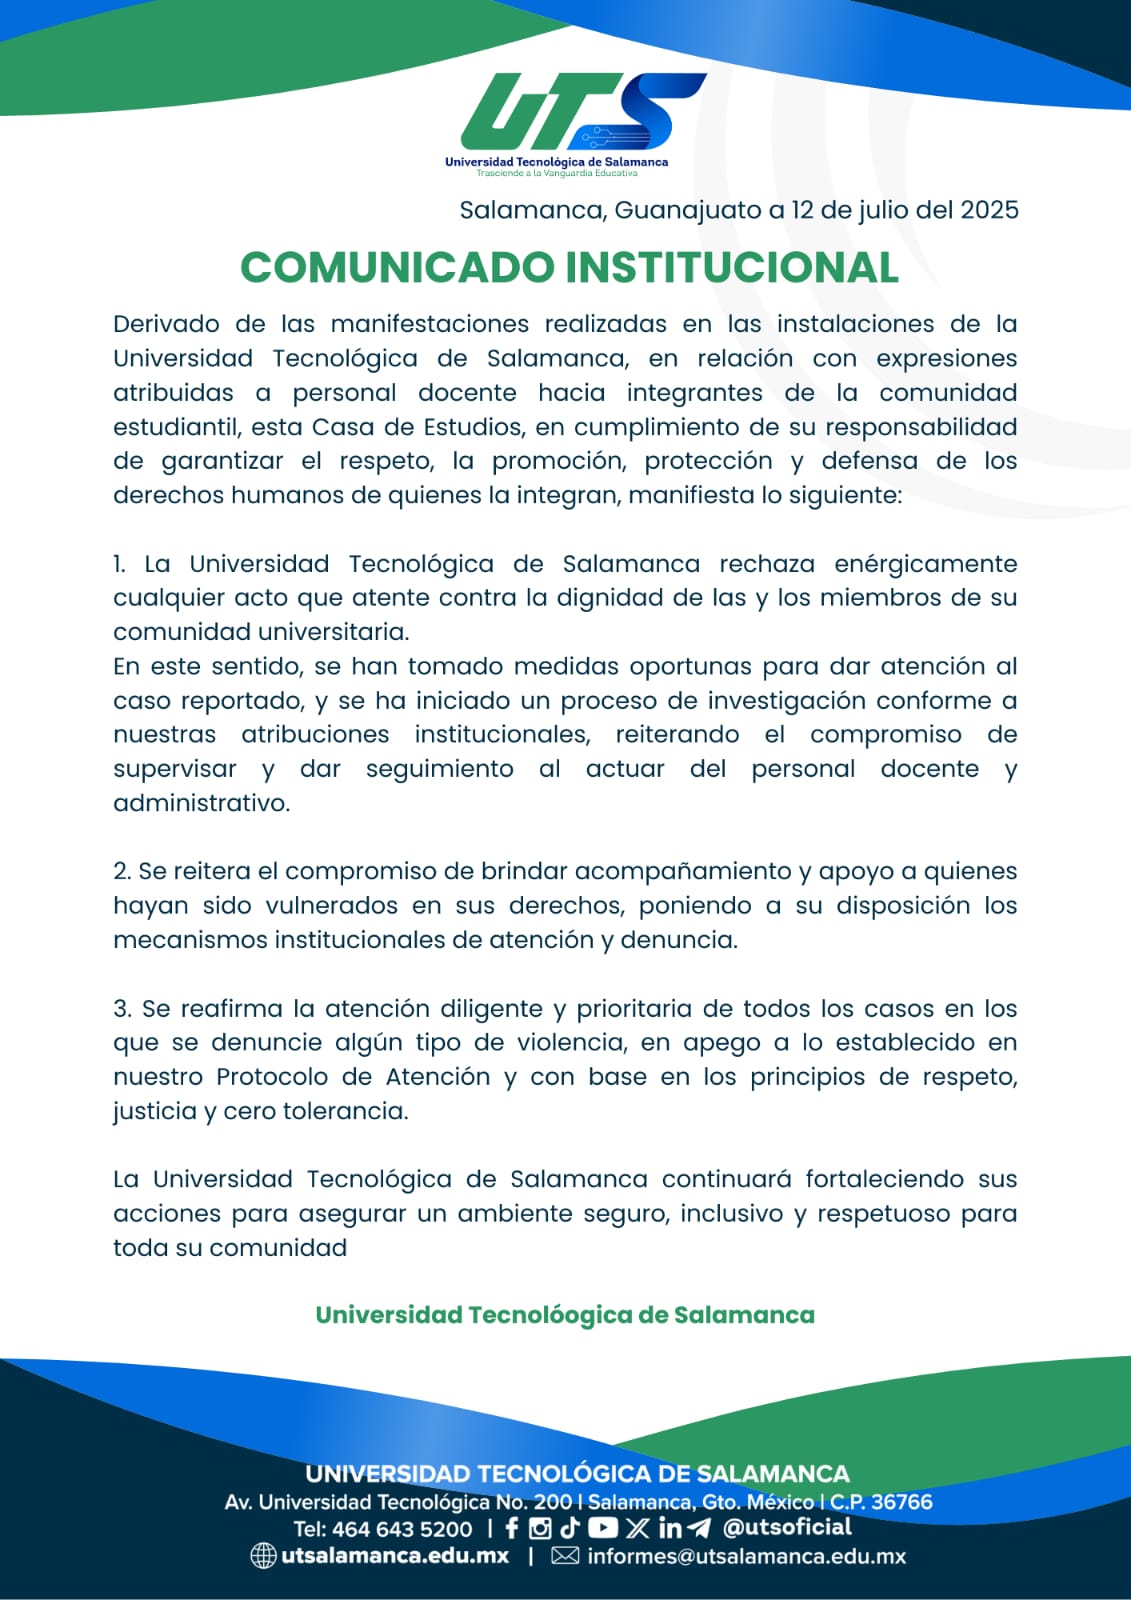 UTS
Universidad Tecnológica de Salamanca
Trasciende a la Vanguardia Educativa
Salamanca, Guanajuato a 12 de julio del 2025
COMUNICADO INSTITUCIONAL
Derivado de las manifestaciones realizadas en las instalaciones de la
Universidad Tecnológica de Salamanca, en relación con expresiones
atribuidas a personal docente hacia integrantes de la comunidad
estudiantil, esta Casa de Estudios, en cumplimiento de su responsabilidad
de garantizar el respeto, la promoción, protección y defensa de los
derechos humanos de quienes la integran, manifiesta lo siguiente:
1. La Universidad Tecnológica de Salamanca rechaza enérgicamente
cualquier acto que atente contra la dignidad de las y los miembros de su
comunidad universitaria.
En este sentido, se han tomado medidas oportunas para dar atención al
caso reportado, y se ha iniciado un proceso de investigación conforme a
nuestras atribuciones institucionales, reiterando el compromiso de
supervisar y dar seguimiento al actuar del personal docente y
administrativo.
2. Se reitera el compromiso de brindar acompañamiento y apoyo a quienes
hayan sido vulnerados en sus derechos, poniendo a su disposición los
mecanismos institucionales de atención y denuncia.
3. Se reafirma la atención diligente y prioritaria de todos los casos en los
que se denuncie algún tipo de violencia, en apego a lo establecido en
nuestro Protocolo de Atención y con base en los principios de respeto,
justicia y cero tolerancia.
La Universidad Tecnológica de Salamanca continuará fortaleciendo sus
acciones para asegurar un ambiente seguro, inclusivo y respetuoso para
toda su comunidad
Universidad Tecnolóogica de Salamanca
UNIVERSIDAD TECNOLÓGICA DE SALAMANCA
Av. Universidad Tecnológica No. 200 | Salamanca, Gto. México | C.P. 36766
Tel: 464 643 5200 | @utsoficial
utsalamanca.edu.mx | informes@utsalamanca.edu.mx